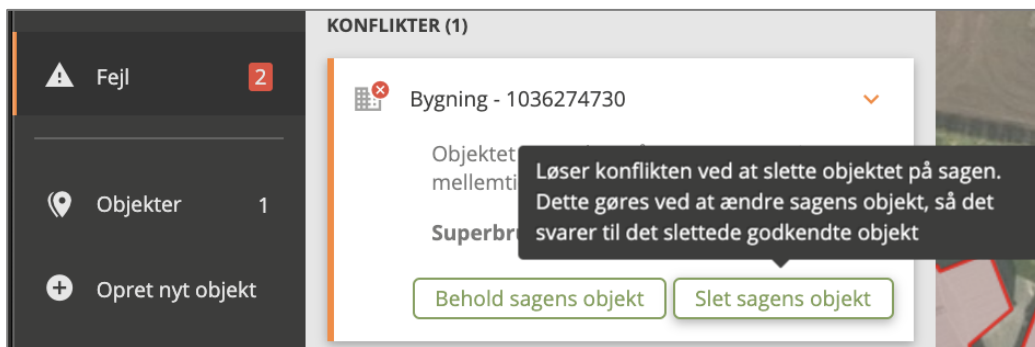 KONFLIKTER (1)
Fejl 2
Bygning - 1036274730
Objektet
Løser konflikten ved at slette objektet på sagen.
Dette gøres ved at ændre sagens objekt, så det
svarer til det slettede godkendte objekt
Objekter 1
Opret nyt objekt
Behold sagens objekt
Slet sagens objekt